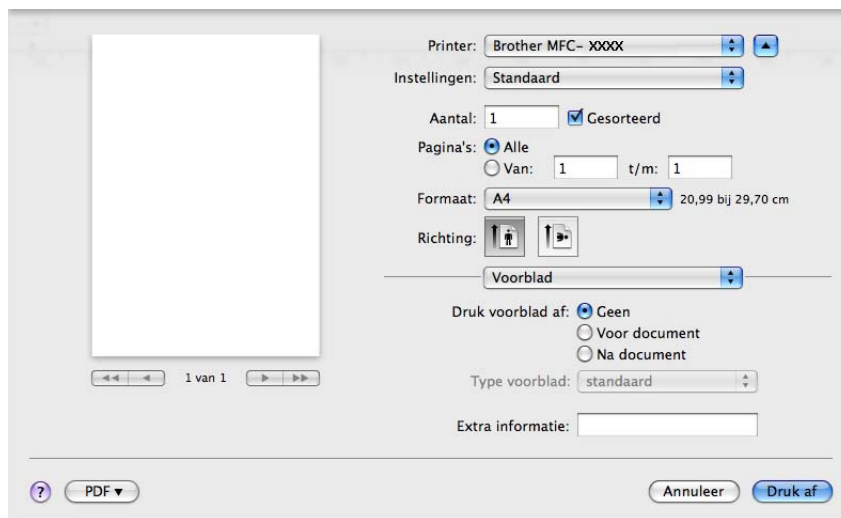 Printer: Brother MFC- XXXX
Instellingen: Standaard
Aantal: 1 Gesorteerd
Pagina's: Alle
Van: 1 t/m: 1
Formaat: A4 20,99 bij 29,70 cm
Richting:
Voorblad
Druk voorblad af: Geen
Voor document
Na document
1 van 1
Type voorblad: standaard
Extra informatie:
? PDF Annuleer Druk af